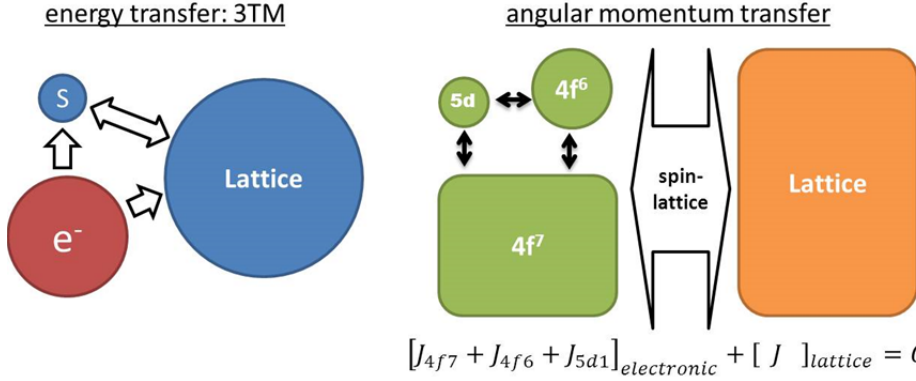 energy transfer: 3TM
S
Lattice
e⁻
angular momentum transfer
5d
4f⁶
4f⁷
spin-
lattice
Lattice
[J₄f7 + J₄f6 + J₅d1]electronic + [ J ]lattice =